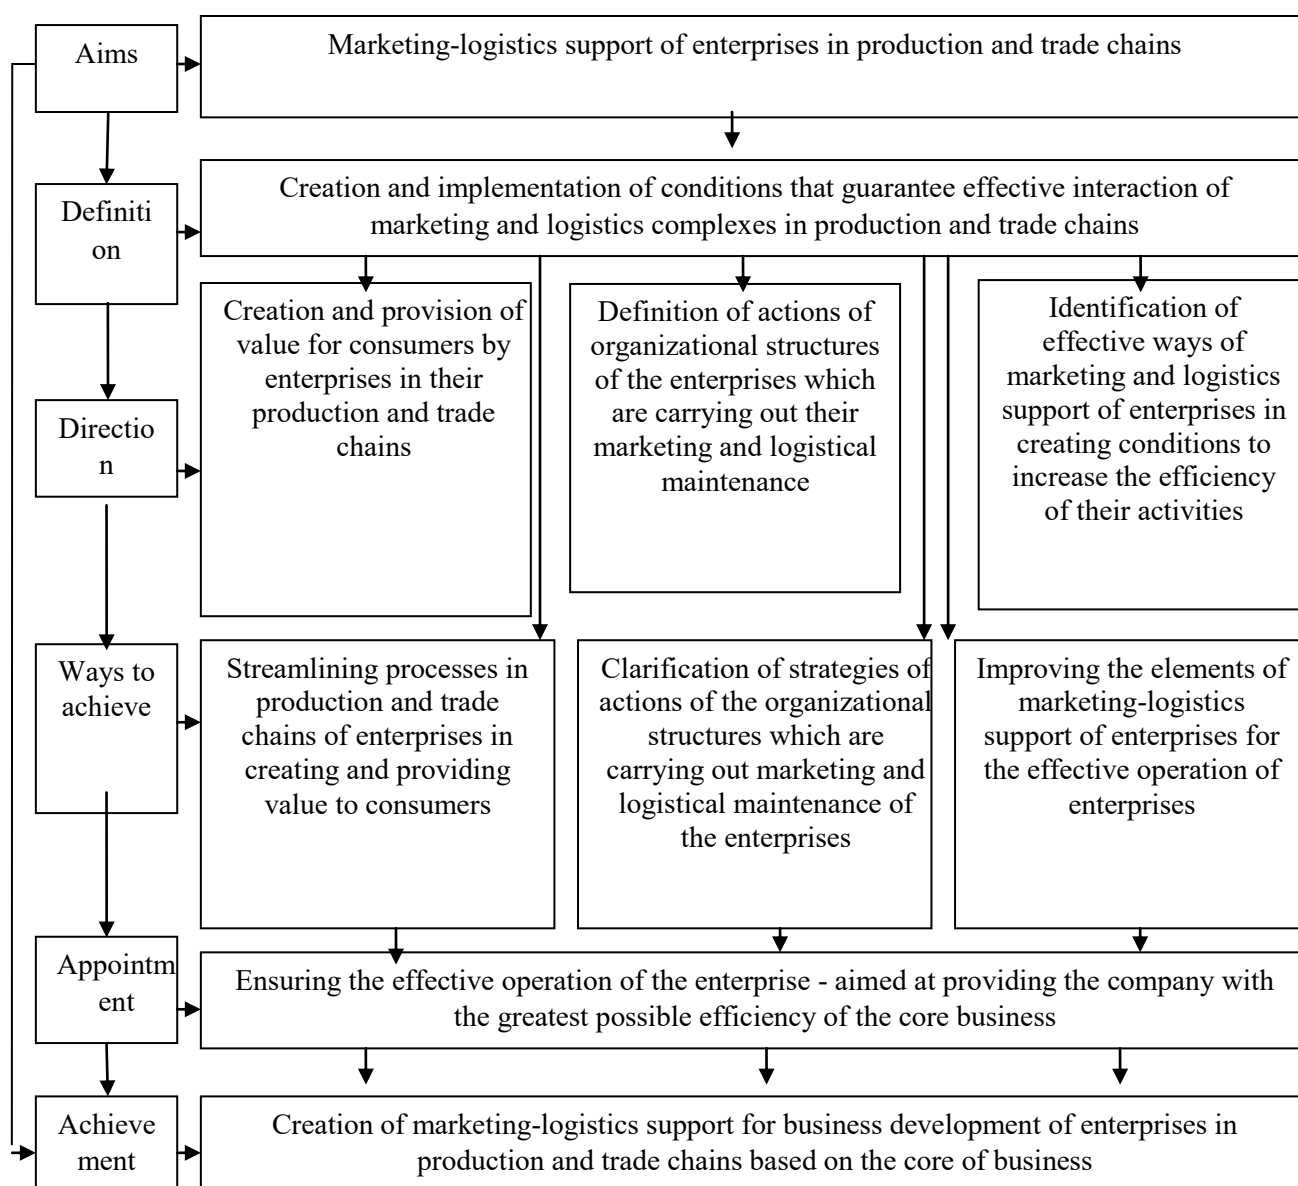 Aims
Marketing-logistics support of enterprises in production and trade chains
Definiti
on
Creation and implementation of conditions that guarantee effective interaction of
marketing and logistics complexes in production and trade chains
Directio
n
Creation and provision of
value for consumers by
enterprises in their
production and trade
chains
Definition of actions of
organizational structures
of the enterprises which
are carrying out their
marketing and logistical
maintenance
Identification of
effective ways of
marketing and logistics
support of enterprises in
creating conditions to
increase the efficiency
of their activities
Ways to
achieve
Streamlining processes in
production and trade
chains of enterprises in
creating and providing
value to consumers
Clarification of strategies of
actions of the organizational
structures which are
carrying out marketing and
logistical maintenance of
the enterprises
Improving the elements of
marketing-logistics
support of enterprises for
the effective operation of
enterprises
Appointm
ent
Ensuring the effective operation of the enterprise - aimed at providing the company with
the greatest possible efficiency of the core business
Achieve
ment
Creation of marketing-logistics support for business development of enterprises in
production and trade chains based on the core of business